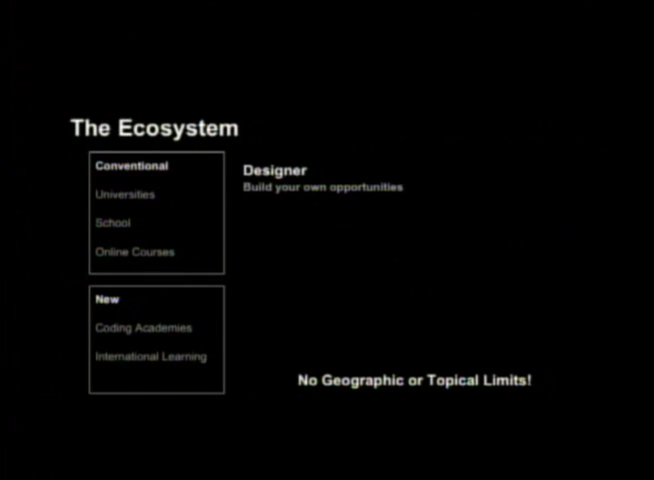 The Ecosystem
Conventional
Universities
School
Online Courses
Designer
Build your own opportunities
New
Coding Academies
International Learning
No Geographic or Topical Limits!